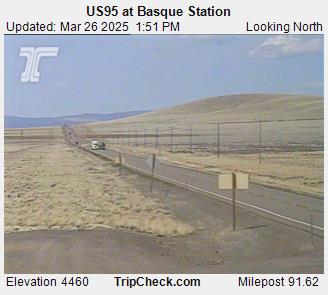 US95 at Basque Station
Updated: Mar 26 2025 1:51 PM Looking North
Elevation 4460 TripCheck.com Milepost 91.62